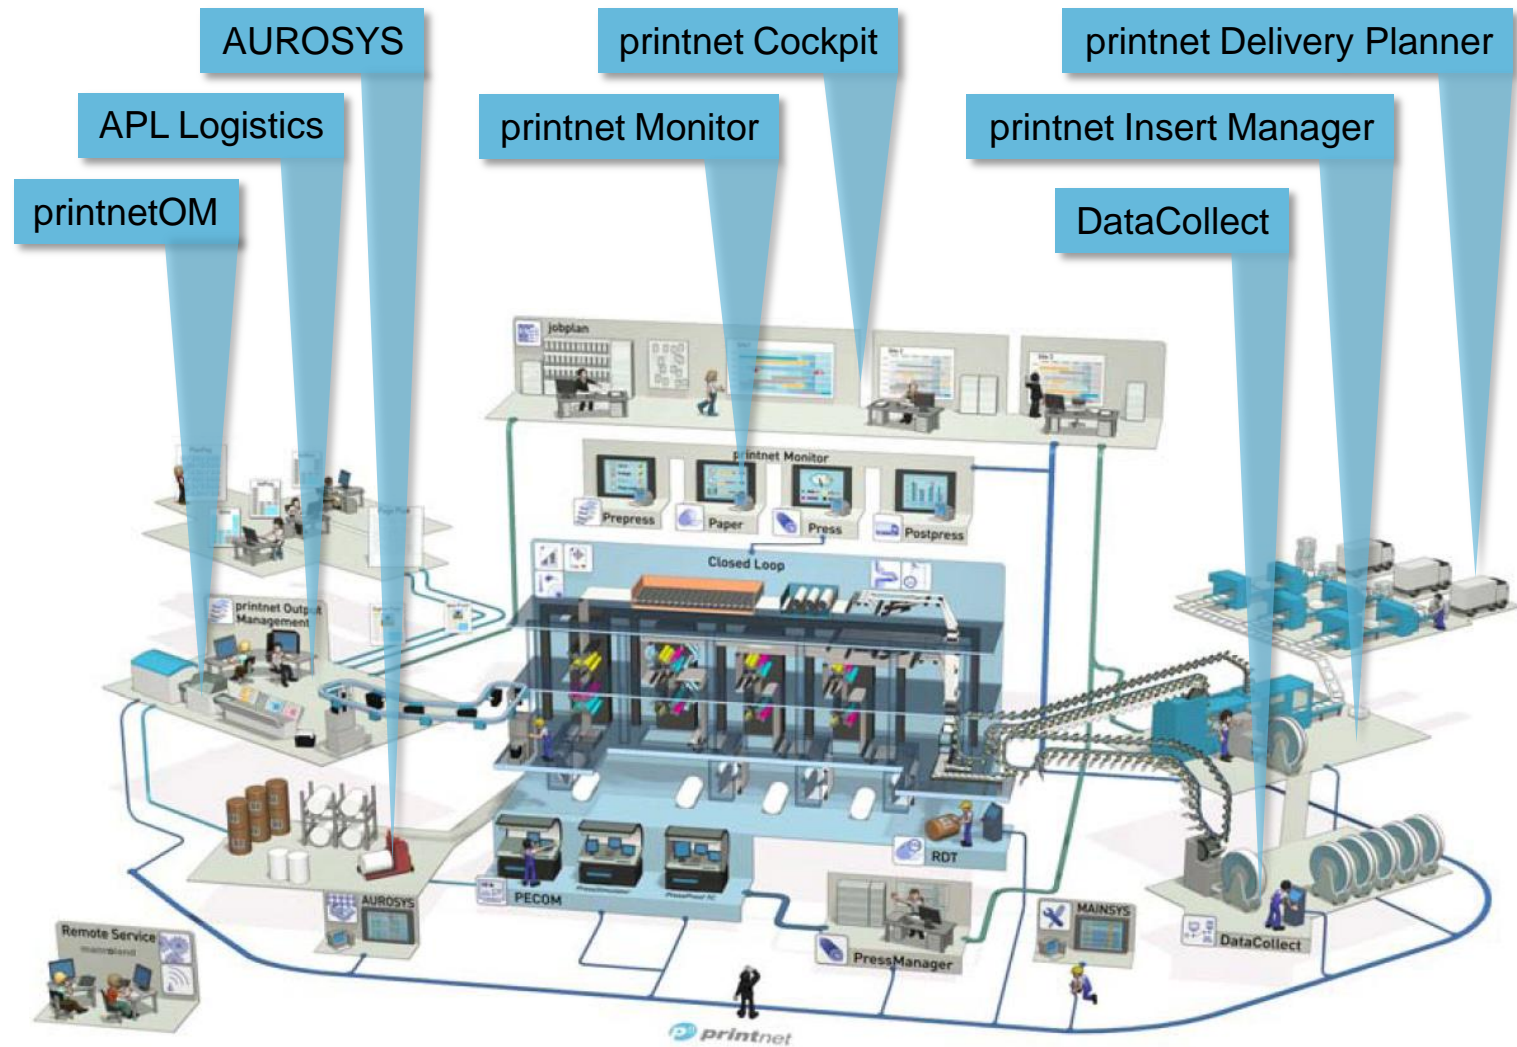 AUROSYS
printnet Cockpit
printnet Delivery Planner
APL Logistics
printnet Monitor
printnet Insert Manager
printnetOM
DataCollect
jobplan
printnet Monitor
Prepress
Paper
Press
Postpress
Closed Loop
printnet Output
Management
RDT
PECOM
AUROSYS
MAINSYS
Remote Service
manroland
PressManager
DataCollect
printnet